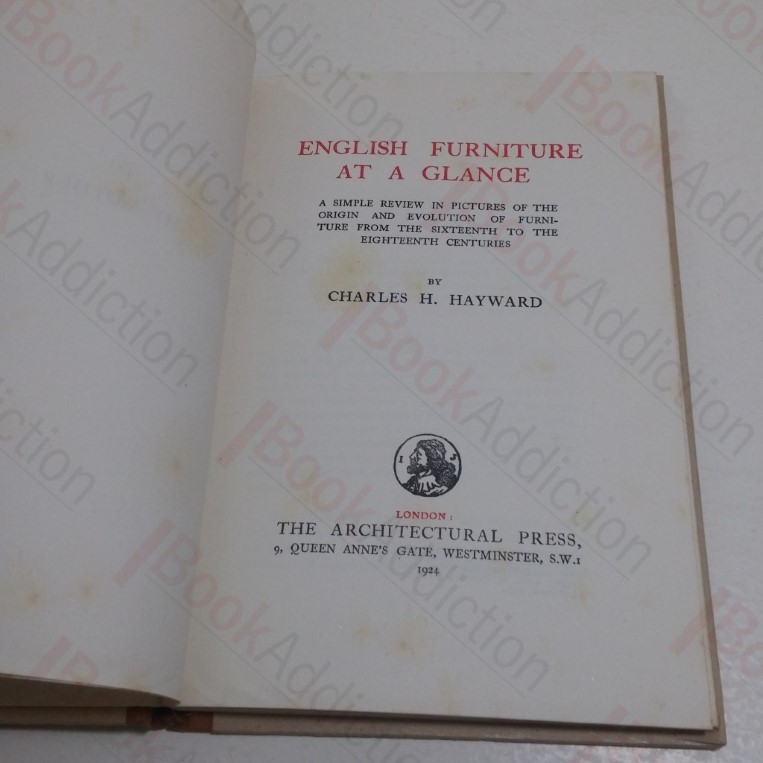 ENGLISH FURNITURE
AT A GLANCE
A SIMPLE REVIEW IN PICTURES OF THE
ORIGIN AND EVOLUTION OF FURNI-
TURE FROM THE SIXTEENTH TO THE
EIGHTEENTH CENTURIES
BY
CHARLES H. HAYWARD
LONDON:
THE ARCHITECTURAL PRESS,
9, QUEEN ANNE'S GATE, WESTMINSTER, S.W.1
1924
BookAddiction